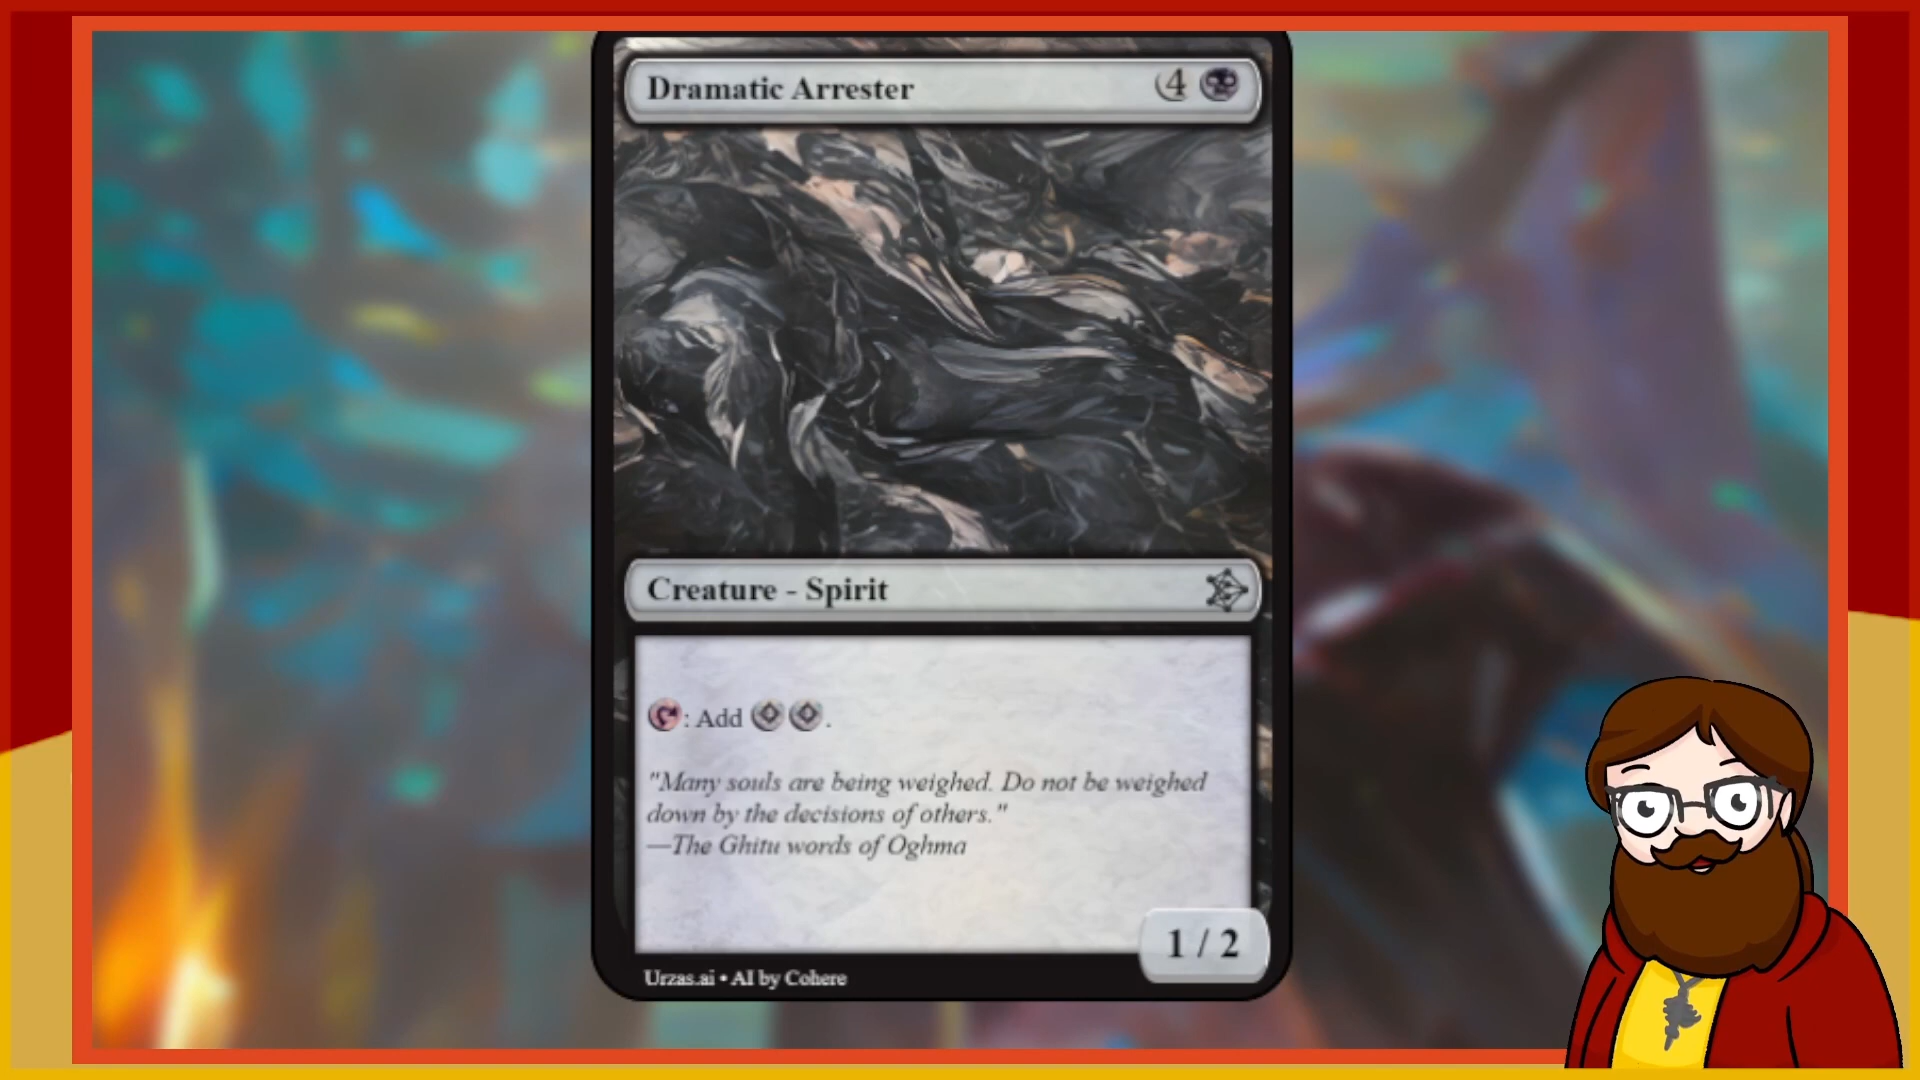 Dramatic Arrester 4
Creature - Spirit
: Add .
"Many souls are being weighed. Do not be weighed
down by the decisions of others."
—The Ghitu words of Oghma
1 / 2
Urzas.ai • AI by Cohere